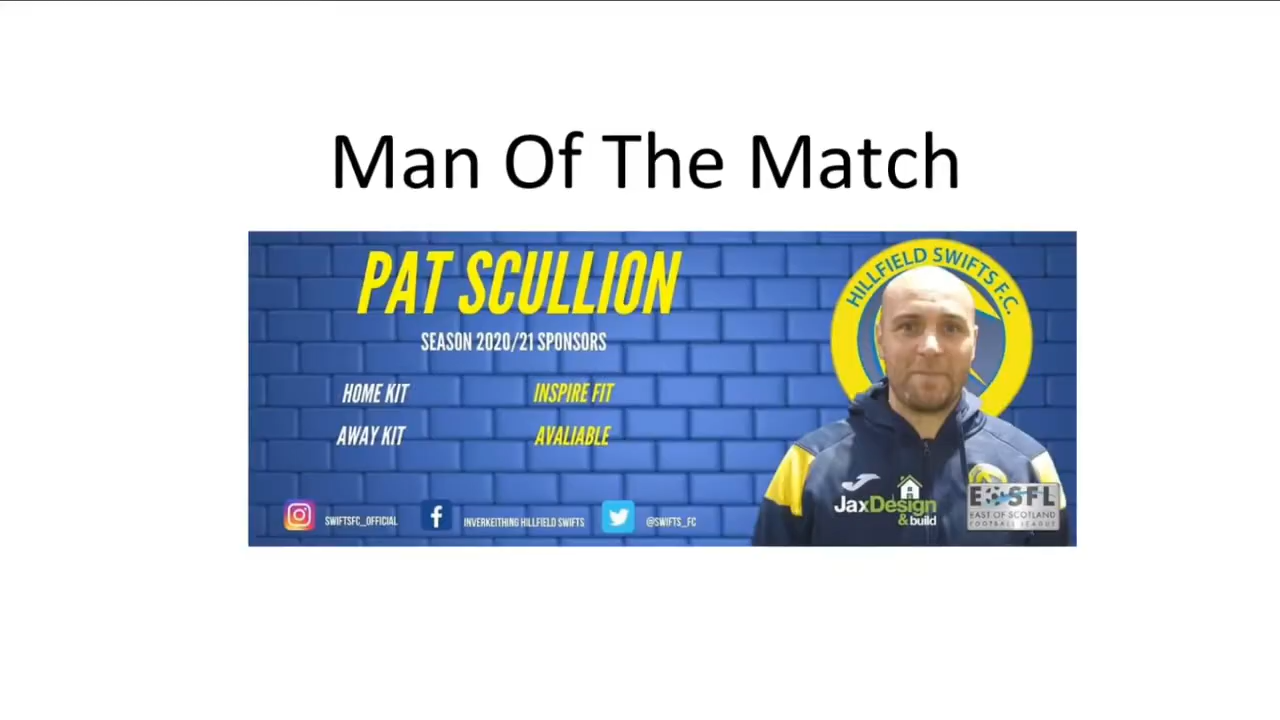 Man Of The Match
PAT SCULLION
SEASON 2020/21 SPONSORS
HOME KIT INSPIRE FIT
AWAY KIT AVALIABLE
SWIFTSFC_OFFICIAL INVERKEITHING HILLFIELD SWIFTS @SWIFTS_FC
HILLFIELD SWIFTS F.C.
JaxDesign
& build
EOSFL
EAST OF SCOTLAND
FOOTBALL LEAGUE